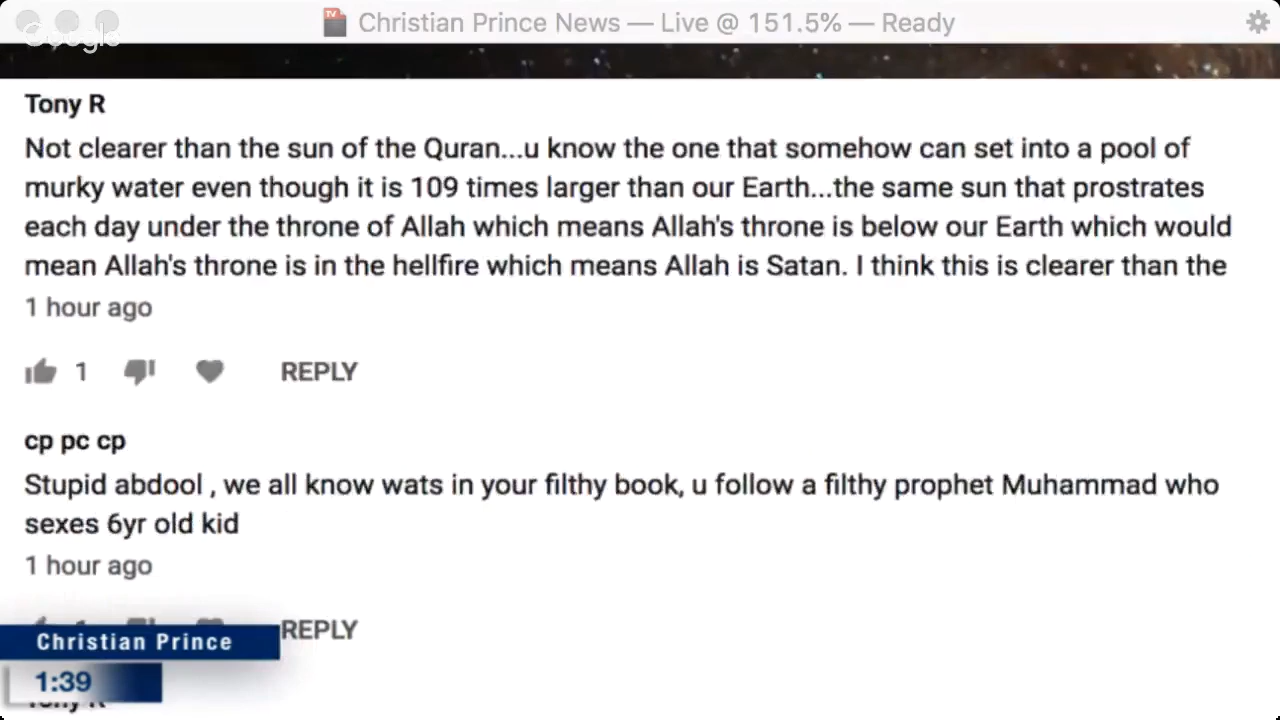 Christian Prince News — Live @ 151.5% — Ready
Google
Tony R
Not clearer than the sun of the Quran...u know the one that somehow can set into a pool of
murky water even though it is 109 times larger than our Earth...the same sun that prostrates
each day under the throne of Allah which means Allah's throne is below our Earth which would
mean Allah's throne is in the hellfire which means Allah is Satan. I think this is clearer than the
1 hour ago
1 REPLY
cp pc cp
Stupid abdool , we all know wats in your filthy book, u follow a filthy prophet Muhammad who
sexes 6yr old kid
1 hour ago
REPLY
Christian Prince
1:39